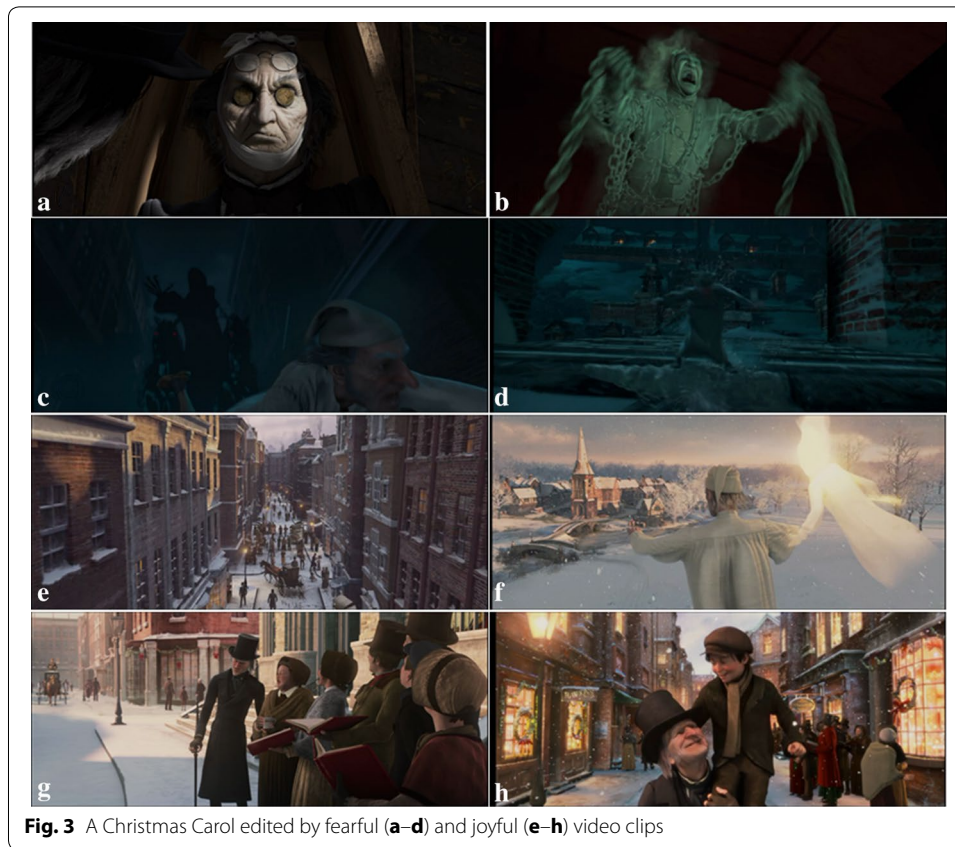 a
b
c
d
e
f
g
h
Fig. 3 A Christmas Carol edited by fearful (a–d) and joyful (e–h) video clips